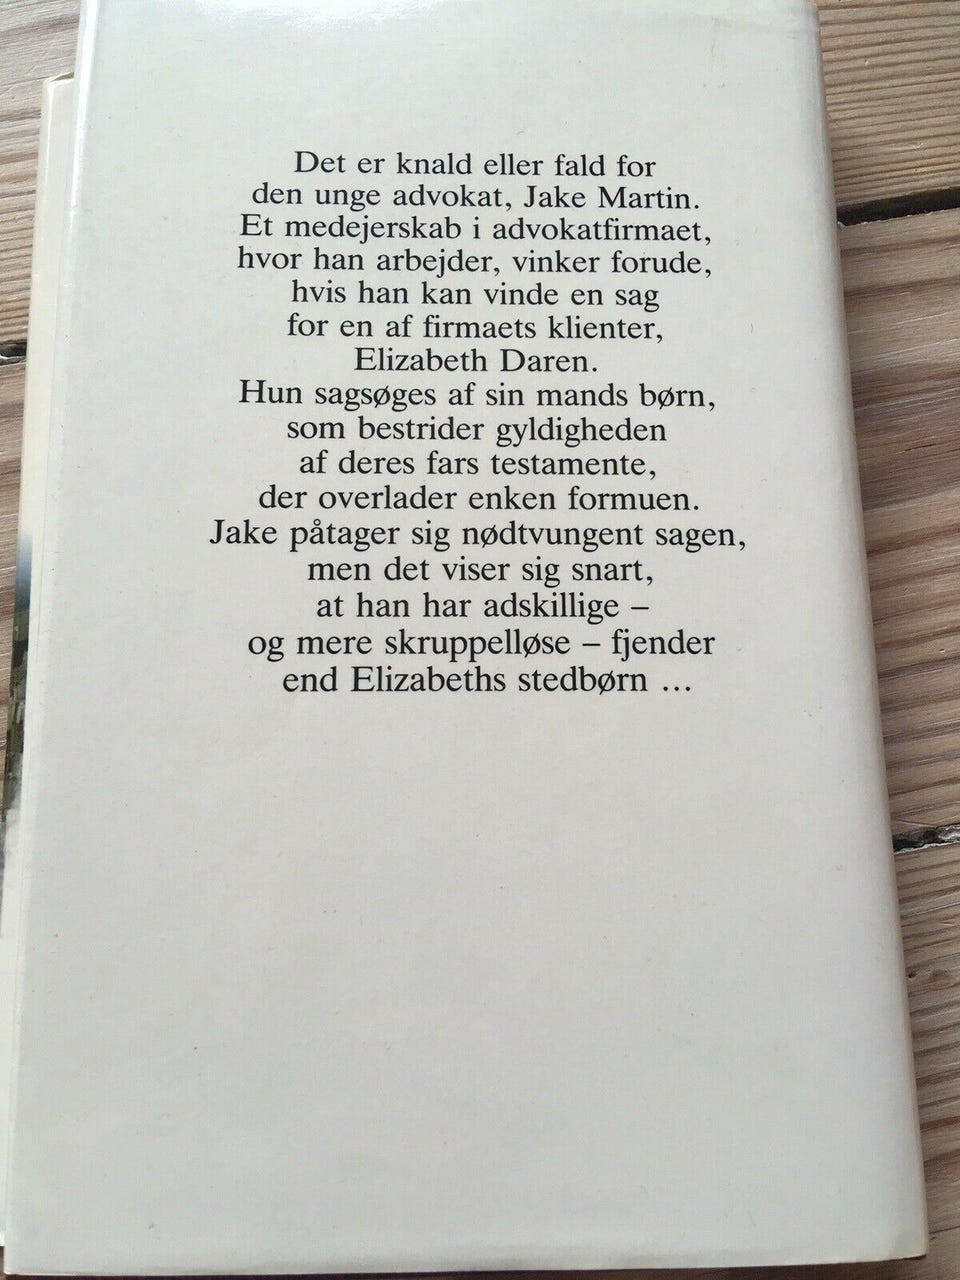 Det er knald eller fald for
den unge advokat, Jake Martin.
Et medejerskab i advokatfirmaet,
hvor han arbejder, vinker forude,
hvis han kan vinde en sag
for en af firmaets klienter,
Elizabeth Daren.
Hun sagsøges af sin mands børn,
som bestrider gyldigheden
af deres fars testamente,
der overlader enken formuen.
Jake påtager sig nødtvungent sagen,
men det viser sig snart,
at han har adskillige –
og mere skruppelløse – fjender
end Elizabeths stedbørn ...